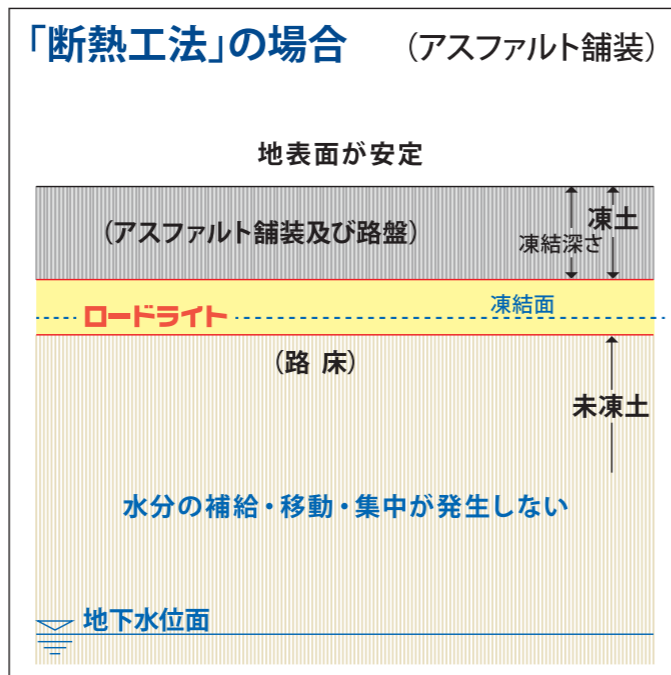 「断熱工法」の場合 (アスファルト舗装)
地表面が安定
(アスファルト舗装及び路盤)
凍土
凍結深さ
凍結面
ロードライト
(路 床)
未凍土
水分の補給・移動・集中が発生しない
地下水位面